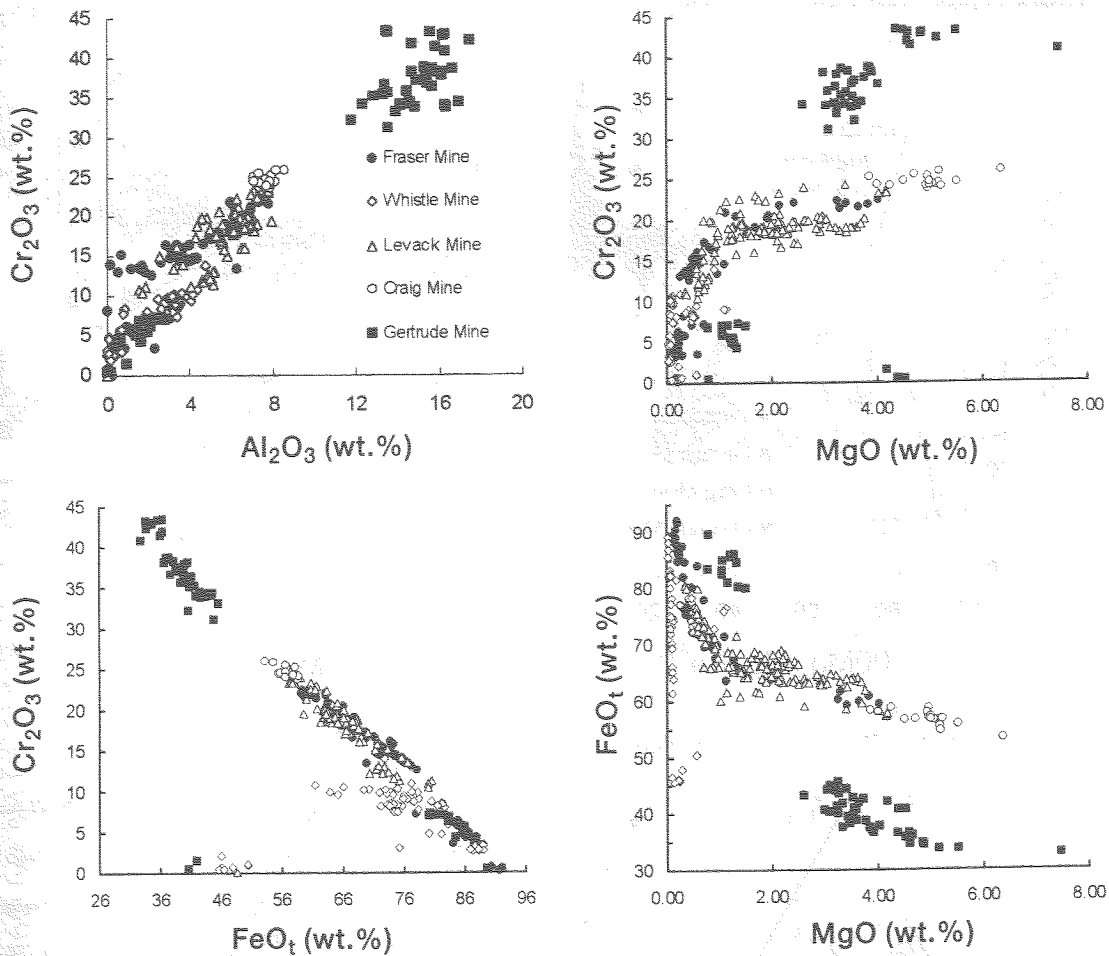 45
40
35
30
25
20
15
10
5
0
Cr₂O₃ (wt.%)
0 4 8 12 16 20
Al₂O₃ (wt.%)
Fraser Mine
Whistle Mine
Levack Mine
Craig Mine
Gertrude Mine
45
40
35
30
25
20
15
10
5
0
Cr₂O₃ (wt.%)
0.00 2.00 4.00 6.00 8.00
MgO (wt.%)
45
40
35
30
25
20
15
10
5
0
Cr₂O₃ (wt.%)
26 36 46 56 66 76 86 96
FeOₜ (wt.%)
90
80
70
60
50
40
30
FeOₜ (wt.%)
0.00 2.00 4.00 6.00 8.00
MgO (wt.%)